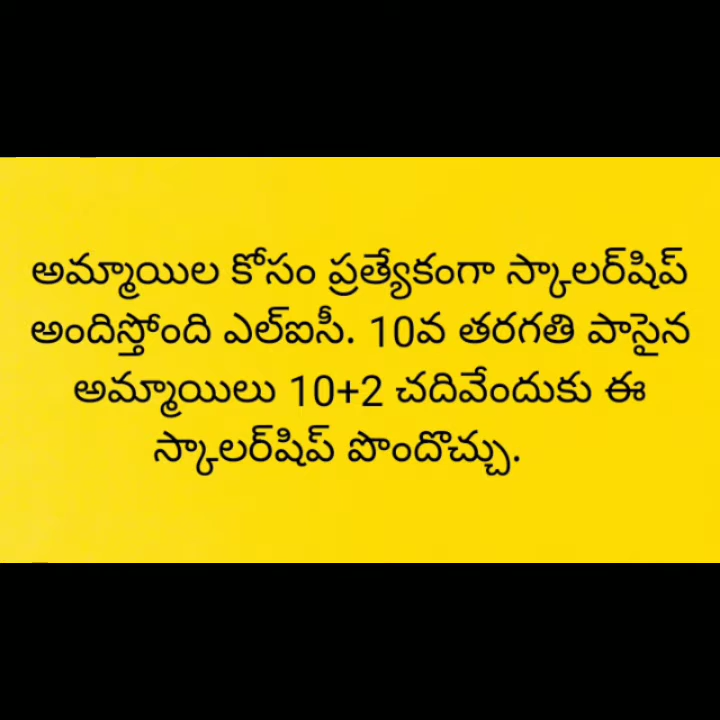 అమ్మాయిల కోసం ప్రత్యేకంగా స్కాలర్‌షిప్
అందిస్తోంది ఎల్ఐసీ. 10వ తరగతి పాసైన
అమ్మాయిలు 10+2 చదివేందుకు ఈ
స్కాలర్‌షిప్ పొందొచ్చు.